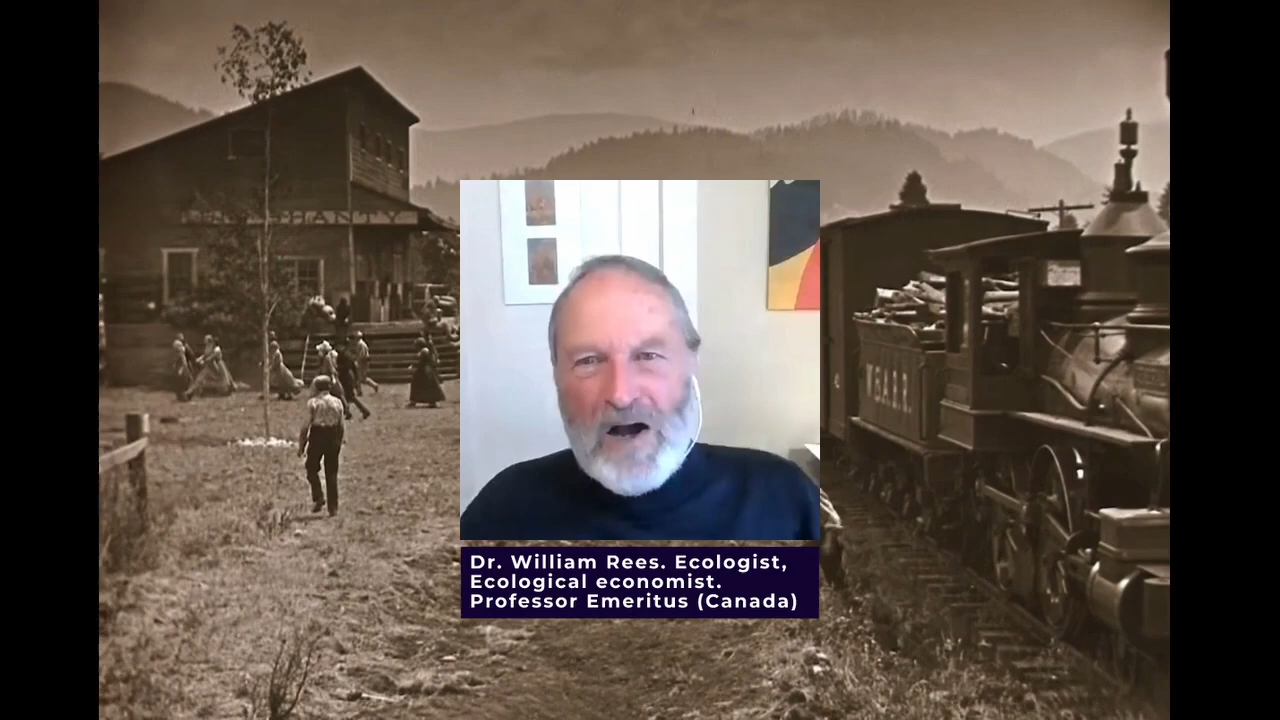 W.& A.R.R.
Dr. William Rees. Ecologist,
Ecological economist.
Professor Emeritus (Canada)